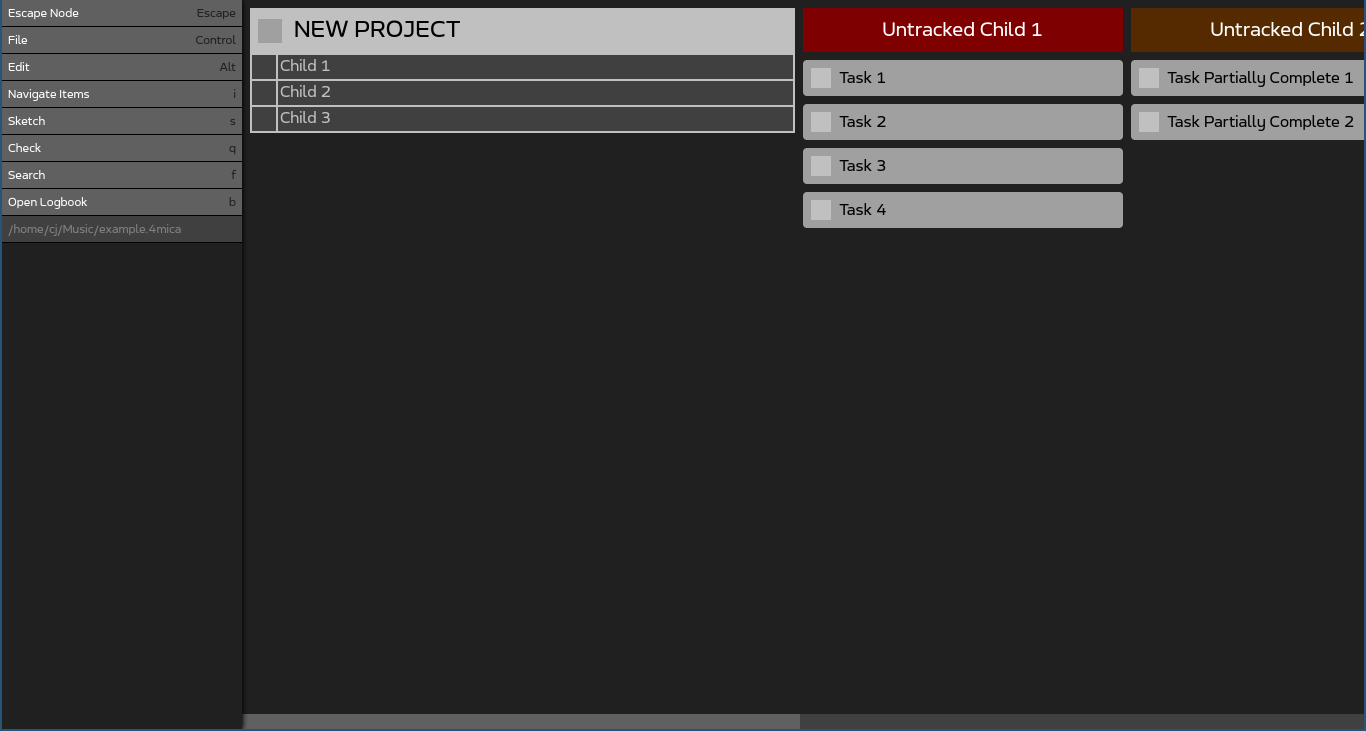 Escape Node Escape
File Control
Edit Alt
Navigate Items i
Sketch s
Check q
Search f
Open Logbook b
/home/cj/Music/example.4mica
NEW PROJECT
Child 1
Child 2
Child 3
Untracked Child 1
Task 1
Task 2
Task 3
Task 4
Untracked Child 2
Task Partially Complete 1
Task Partially Complete 2